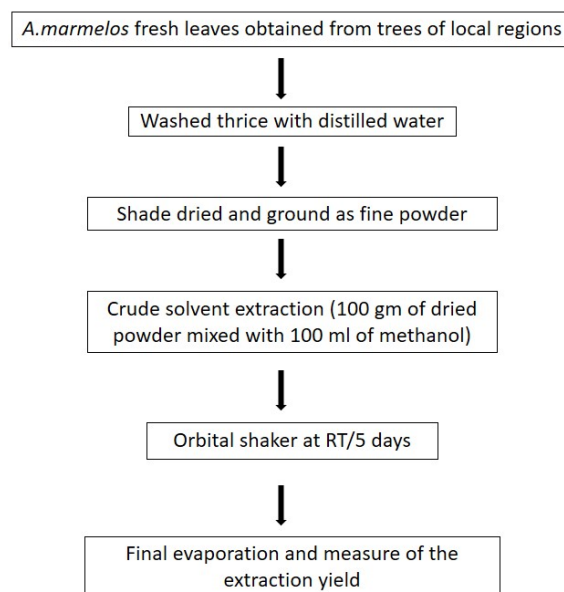 A.marmelos fresh leaves obtained from trees of local regions
Washed thrice with distilled water
Shade dried and ground as fine powder
Crude solvent extraction (100 gm of dried
powder mixed with 100 ml of methanol)
Orbital shaker at RT/5 days
Final evaporation and measure of the
extraction yield